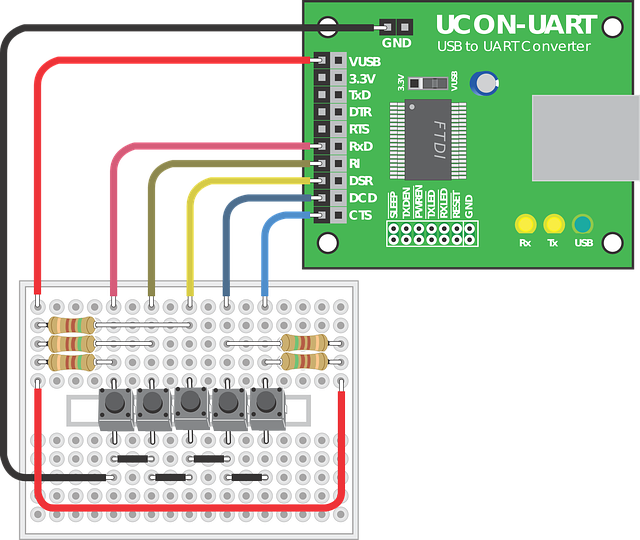 UCON-UART
USB to UART Converter
GND
VUSB
3.3V
TxD
DTR
RTS
RxD
RI
DSR
DCD
CTS
3.3V
VUSB
FTDI
SLEEP
TXDEN
PWREN
TXLED
RXLED
RESET
GND
Rx
Tx
USB